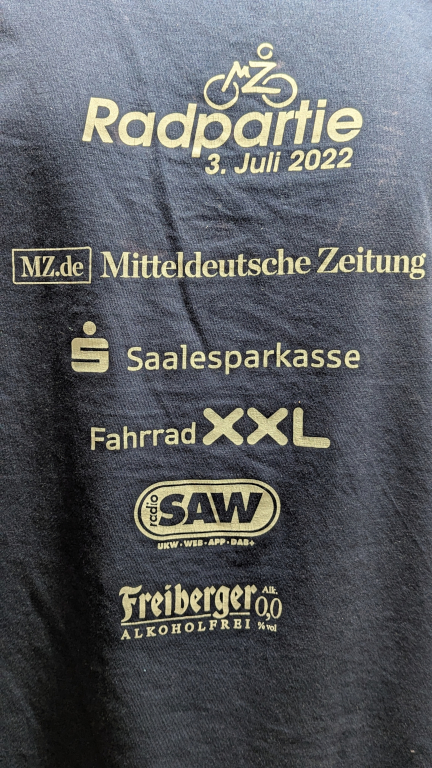 MZ
Radpartie
3. Juli 2022
MZ.de Mitteldeutsche Zeitung
Saalesparkasse
Fahrrad XXL
radio SAW
UKW·WEB·APP·DAB+
Freiberger Alk. 0,0 % vol
ALKOHOLFREI